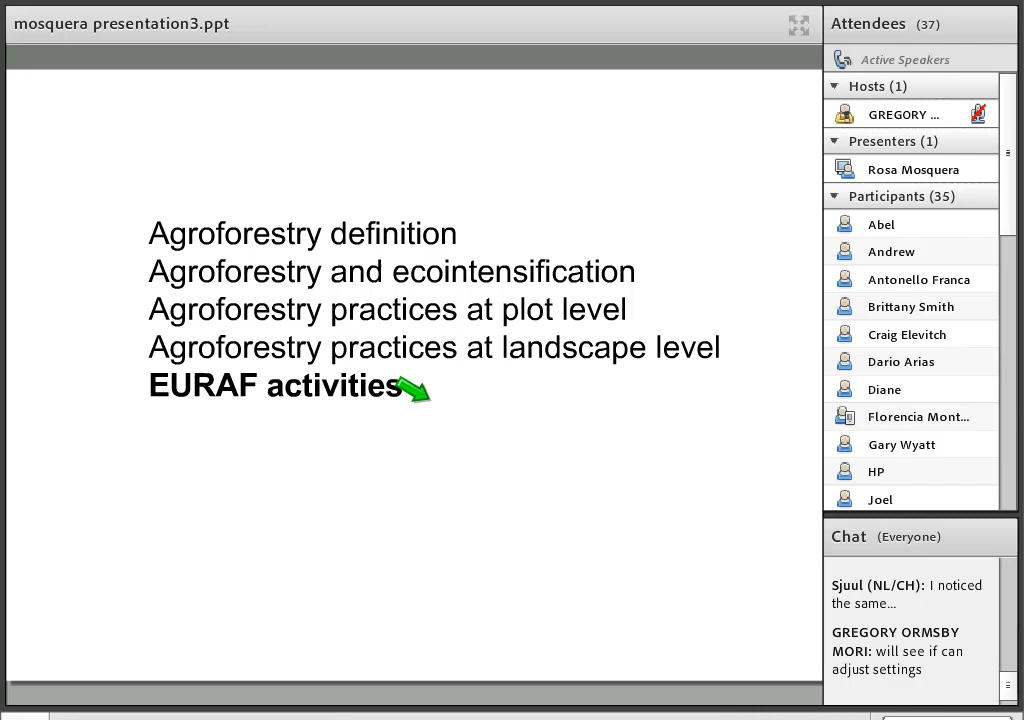 mosquera presentation3.ppt
Agroforestry definition
Agroforestry and ecointensification
Agroforestry practices at plot level
Agroforestry practices at landscape level
EURAF activities
Attendees (37)
Active Speakers
Hosts (1)
GREGORY ...
Presenters (1)
Rosa Mosquera
Participants (35)
Abel
Andrew
Antonello Franca
Brittany Smith
Craig Elevitch
Dario Arias
Diane
Florencia Mont...
Gary Wyatt
HP
Joel
Chat (Everyone)
Sjuul (NL/CH): I noticed
the same...
GREGORY ORMSBY
MORI: will see if can
adjust settings